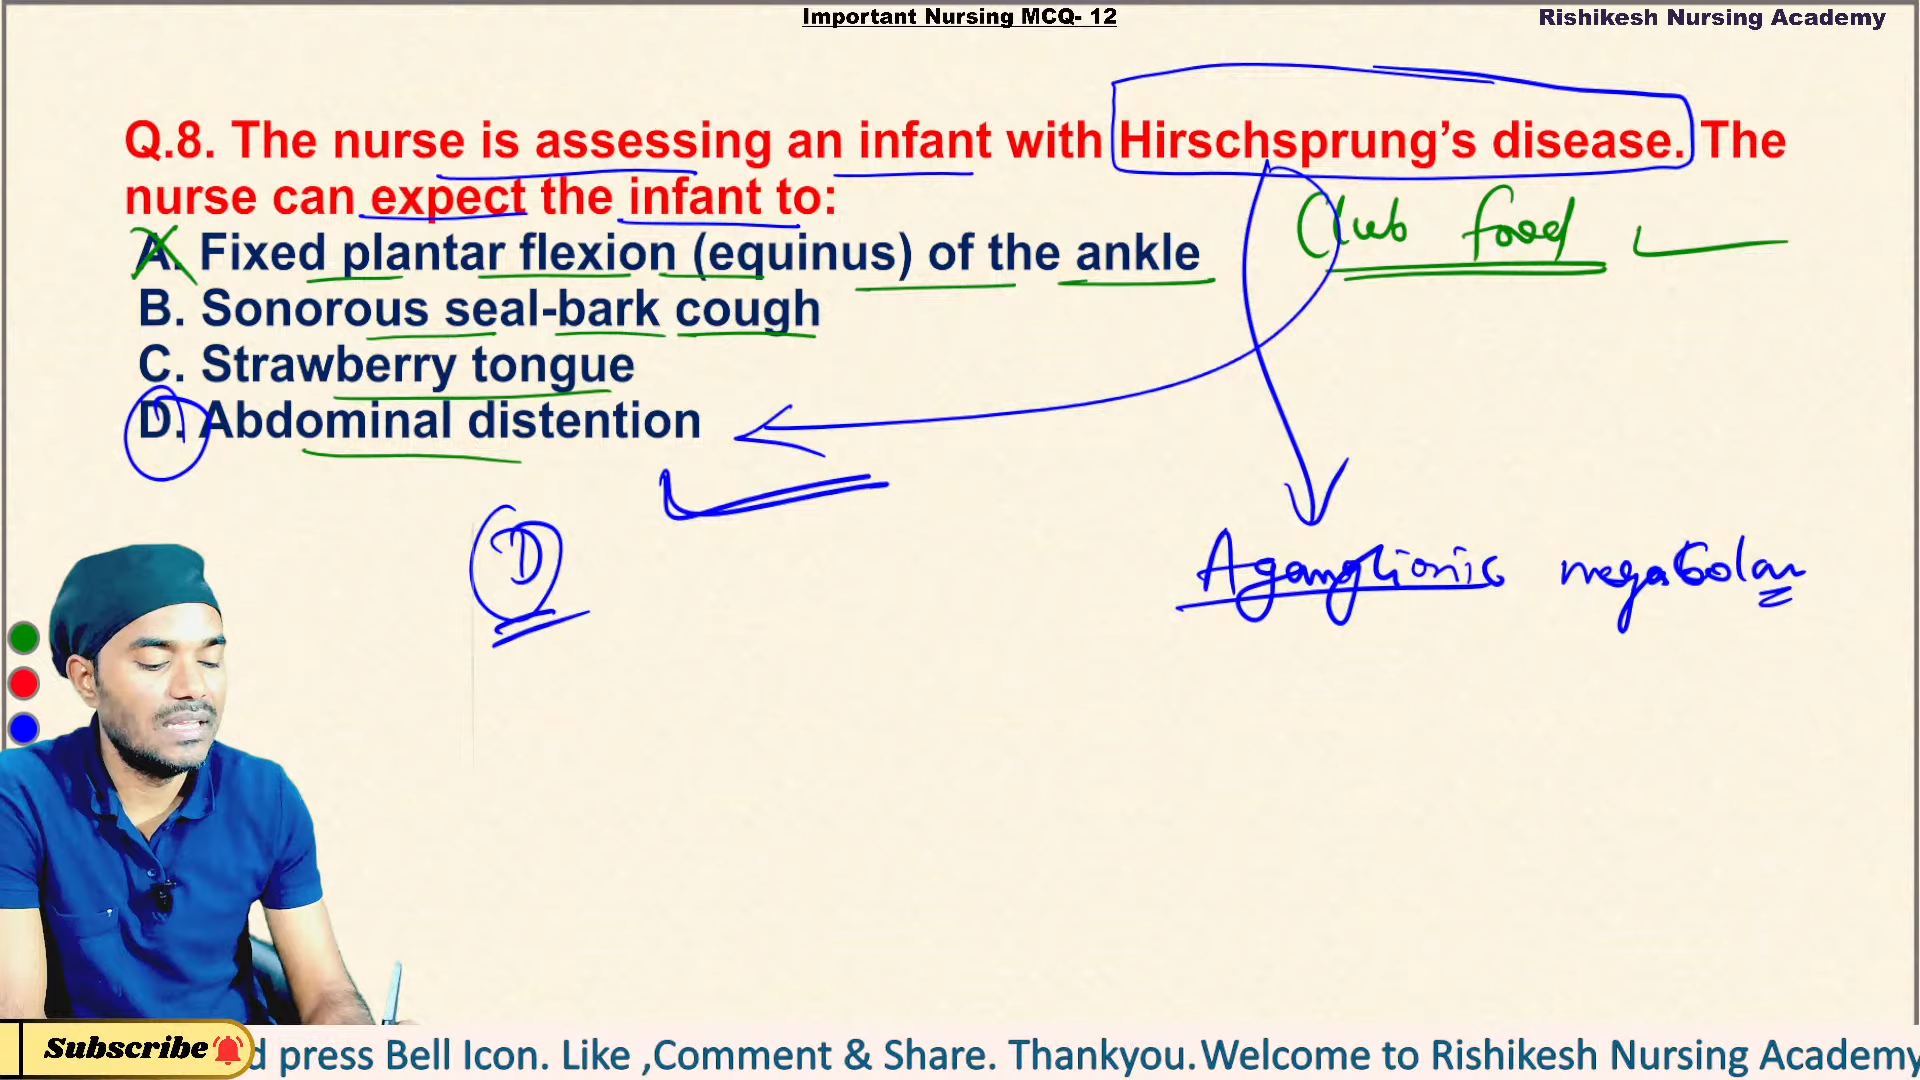 Important Nursing MCQ- 12
Rishikesh Nursing Academy
Q.8. The nurse is assessing an infant with Hirschsprung’s disease. The
nurse can expect the infant to:
A. Fixed plantar flexion (equinus) of the ankle
Club food
B. Sonorous seal-bark cough
C. Strawberry tongue
D. Abdominal distention
D
Aganglionic megacolan
Subscribe
d press Bell Icon. Like ,Comment & Share. Thankyou.Welcome to Rishikesh Nursing Academy